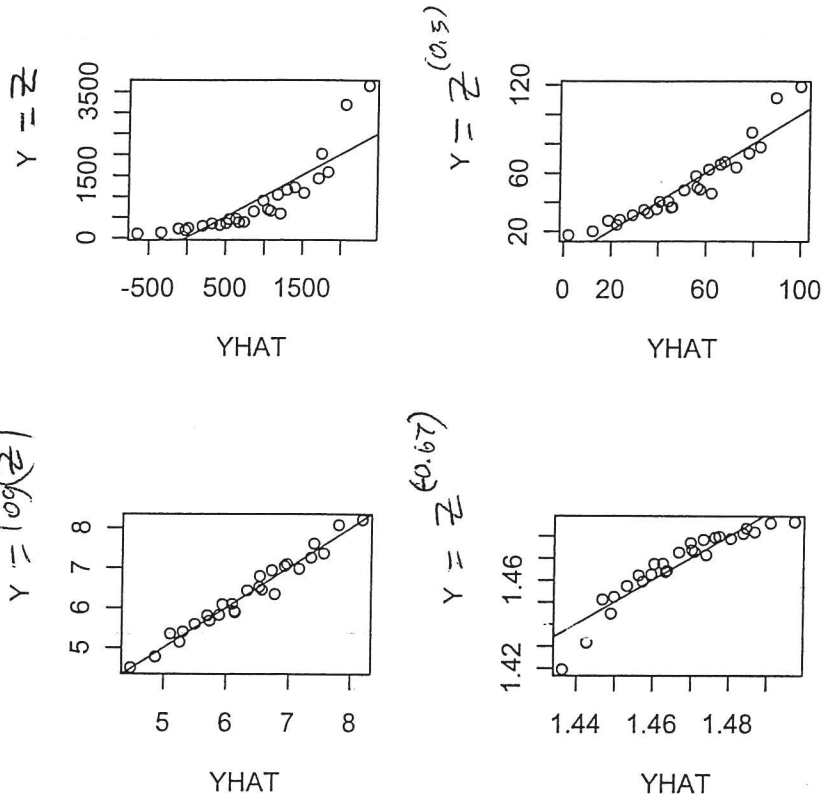 Y = Z
3500
1500
0
-500 500 1500
YHAT
Y = Z^(0.5)
120
60
20
0 20 60 100
YHAT
Y = log(Z)
8
7
6
5
5 6 7 8
YHAT
Y = Z^(-0.67)
1.46
1.42
1.44 1.46 1.48
YHAT